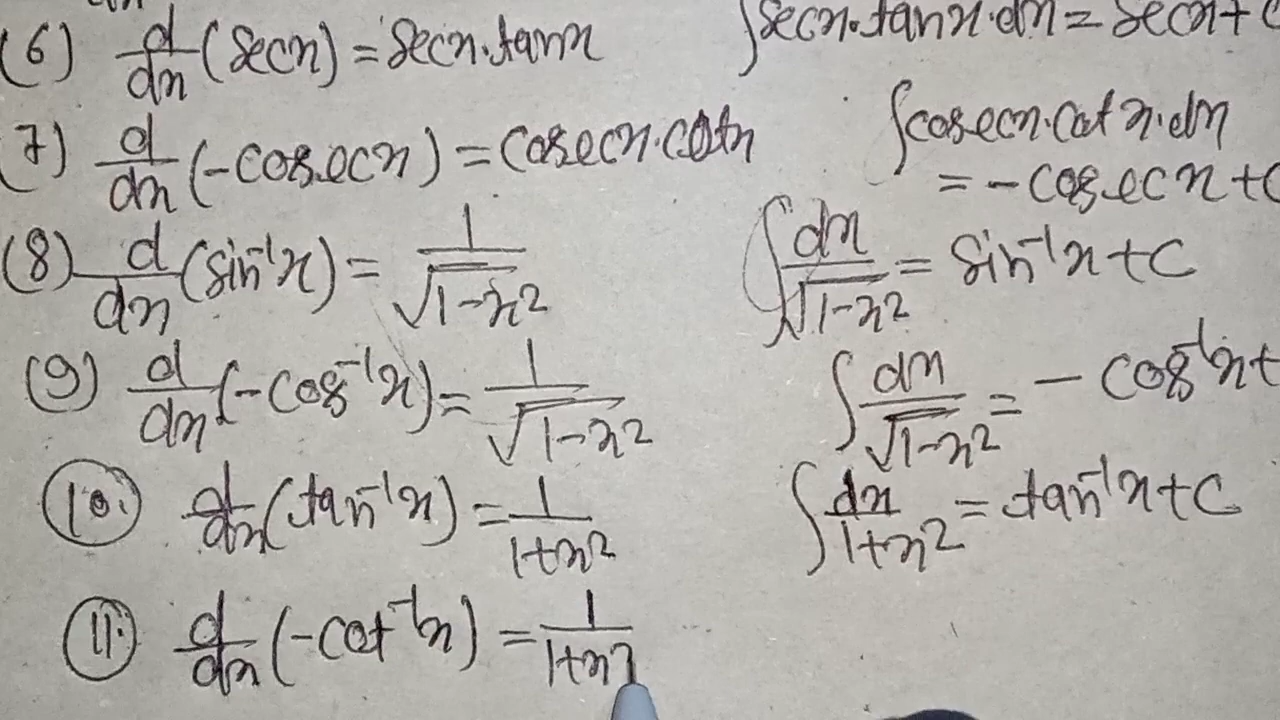 (6) d/dx (secx) = secx.tanx ∫secx.tanx.dx = secx+C
7) d/dx (-cosecx) = cosecx.cotx ∫cosecx.cotx.dx
= -cosecx+C
(8) d/dx (sin⁻¹x) = 1/√1-x² ∫dx/√1-x² = sin⁻¹x+C
(9) d/dx (-cos⁻¹x) = 1/√1-x² ∫dx/√1-x² = -cos⁻¹x+
10. d/dx (tan⁻¹x) = 1/1+x² ∫dx/1+x² = tan⁻¹x+C
11. d/dx (-cot⁻¹x) = 1/1+x²